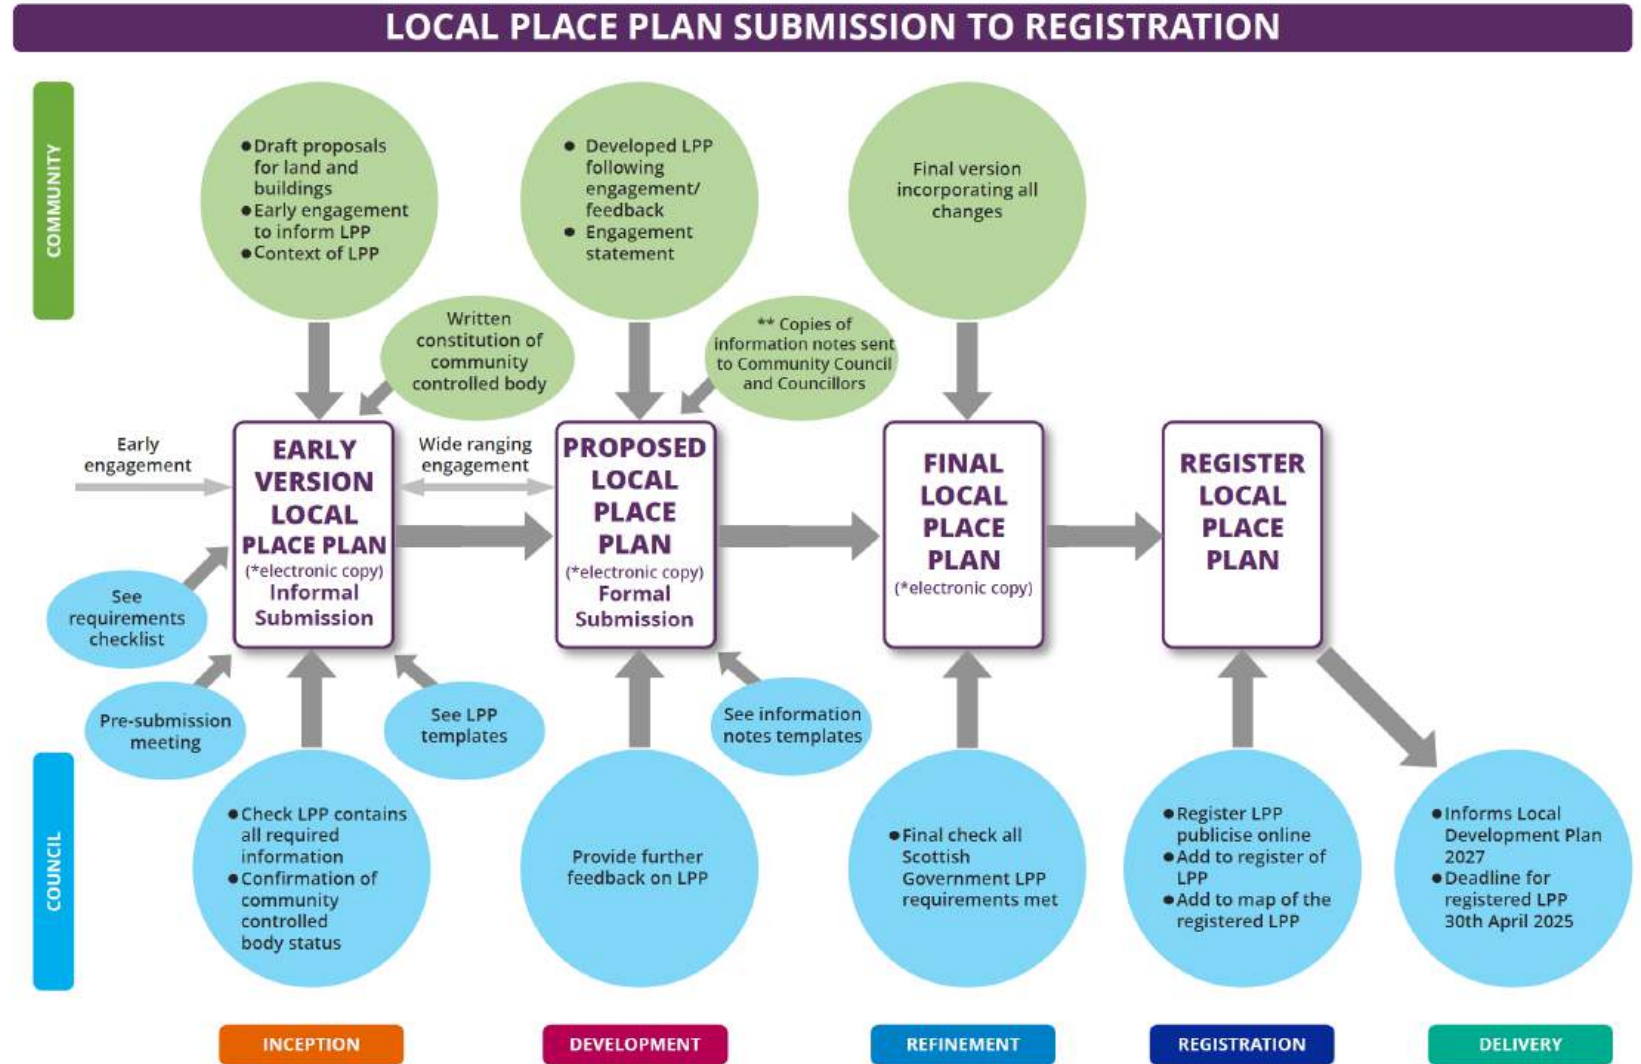 LOCAL PLACE PLAN SUBMISSION TO REGISTRATION
COMMUNITY
● Draft proposals
for land and
buildings
● Early engagement
to inform LPP
● Context of LPP
● Developed LPP
following
engagement/
feedback
● Engagement
statement
Final version
incorporating all
changes
Written
constitution of
community
controlled body
** Copies of
information notes sent
to Community Council
and Councillors
Early
engagement
EARLY
VERSION
LOCAL
PLACE PLAN
(*electronic copy)
Informal
Submission
Wide ranging
engagement
PROPOSED
LOCAL
PLACE
PLAN
(*electronic copy)
Formal
Submission
FINAL
LOCAL
PLACE
PLAN
(*electronic copy)
REGISTER
LOCAL
PLACE
PLAN
See
requirements
checklist
Pre-submission
meeting
See LPP
templates
See information
notes templates
COUNCIL
● Check LPP contains
all required
information
● Confirmation of
community
controlled
body status
Provide further
feedback on LPP
● Final check all
Scottish
Government LPP
requirements met
● Register LPP
publicise online
● Add to register of
LPP
● Add to map of the
registered LPP
● Informs Local
Development Plan
2027
● Deadline for
registered LPP
30th April 2025
INCEPTION
DEVELOPMENT
REFINEMENT
REGISTRATION
DELIVERY